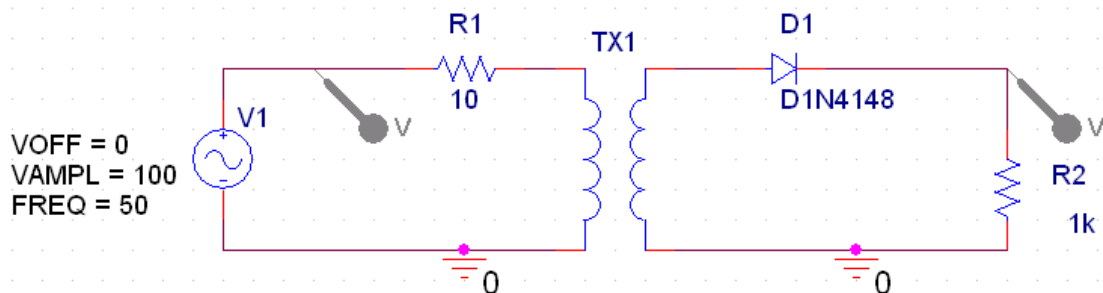 R1
10
TX1
D1
D1N4148
V1
+
-
V
V
VOFF = 0
VAMPL = 100
FREQ = 50
R2
1k
0
0